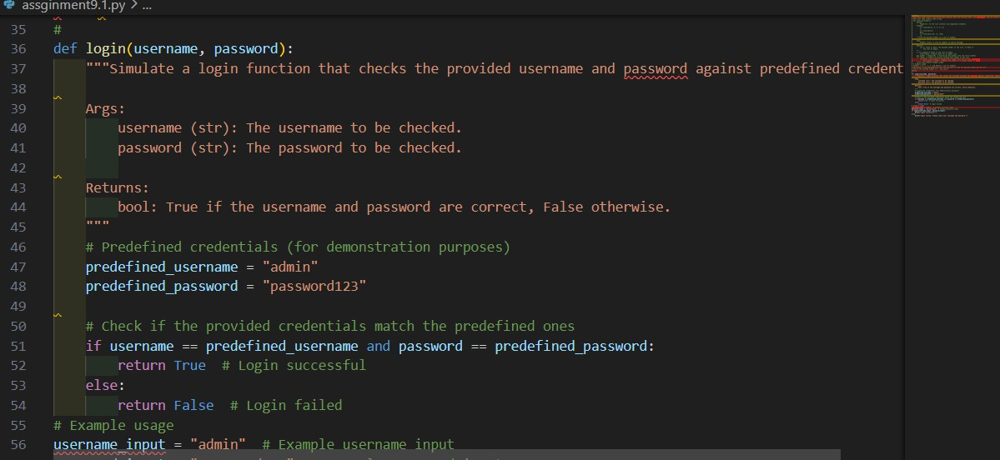 assginment9.1.py > ...
35 #
36 def login(username, password):
37 """Simulate a login function that checks the provided username and password against predefined credent
38
39 Args:
40 username (str): The username to be checked.
41 password (str): The password to be checked.
42
43 Returns:
44 bool: True if the username and password are correct, False otherwise.
45 """
46 # Predefined credentials (for demonstration purposes)
47 predefined_username = "admin"
48 predefined_password = "password123"
49
50 # Check if the provided credentials match the predefined ones
51 if username == predefined_username and password == predefined_password:
52 return True  # Login successful
53 else:
54 return False  # Login failed
55 # Example usage
56 username_input = "admin"  # Example username input